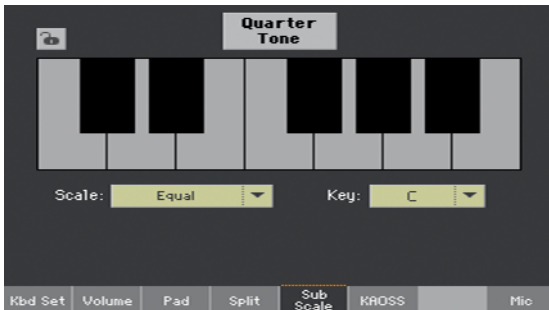 Quarter
Tone
Scale: Equal Key: C
Kbd Set Volume Pad Split Sub Scale KAOSS Mic